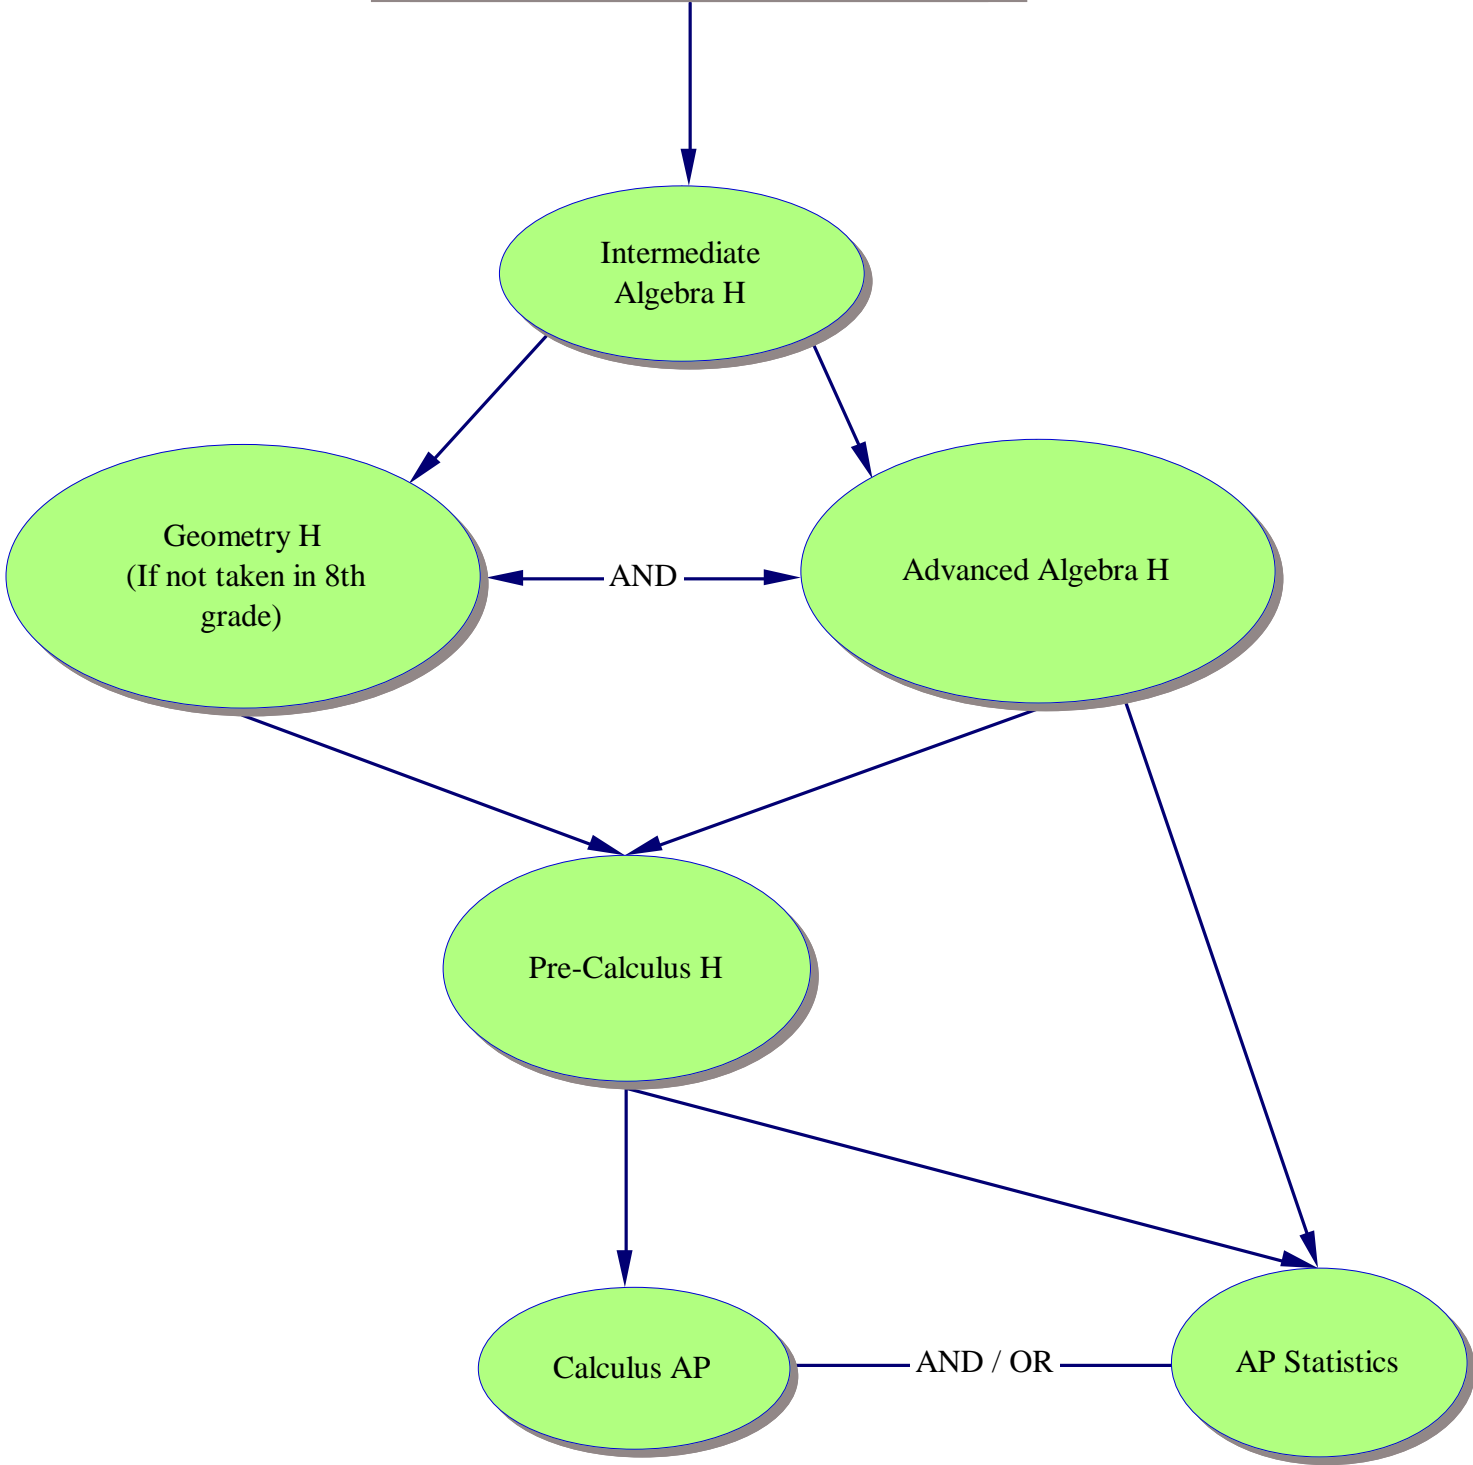 Intermediate
Algebra H
Geometry H
(If not taken in 8th
grade)
AND
Advanced Algebra H
Pre-Calculus H
Calculus AP
AND / OR
AP Statistics